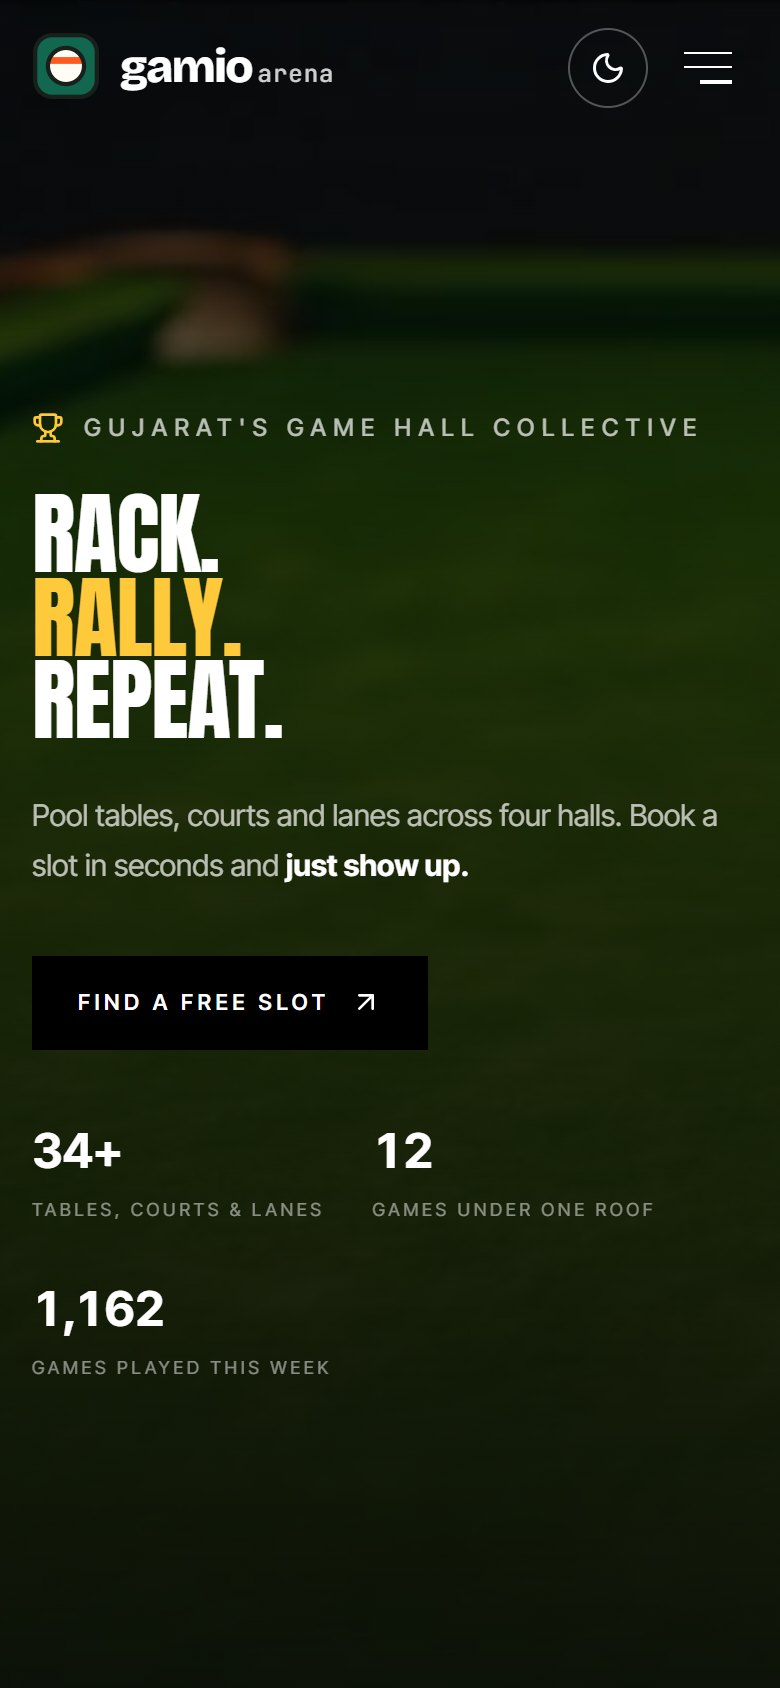 gamio arena
GUJARAT'S GAME HALL COLLECTIVE
RACK.
RALLY.
REPEAT.
Pool tables, courts and lanes across four halls. Book a
slot in seconds and just show up.
FIND A FREE SLOT
34+
TABLES, COURTS & LANES
12
GAMES UNDER ONE ROOF
1,162
GAMES PLAYED THIS WEEK